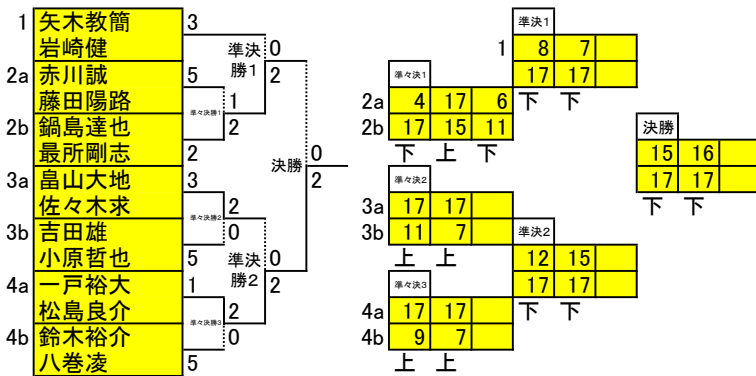 1 矢木教簡 3
岩崎健
2a 赤川誠 5
藤田陽路
2b 鍋島達也
最所剛志 2
3a 畠山大地 3
佐々木求
3b 吉田雄
小原哲也 5
4a 一戸裕大 1
松島良介
4b 鈴木裕介
八巻凌 5
準決勝1 0
2
準々決勝1 1
2
準々決勝2 2
0
準決勝2 0
2
準々決勝3 2
0
決勝 0
2
準決1
1 8 7
17 17
下 下
準々決1
2a 4 17 6
2b 17 15 11
下 上 下
準々決2
3a 17 17
3b 11 7
上 上
準決2
12 15
17 17
下 下
準々決3
4a 17 17
4b 9 7
上 上
決勝
15 16
17 17
下 下